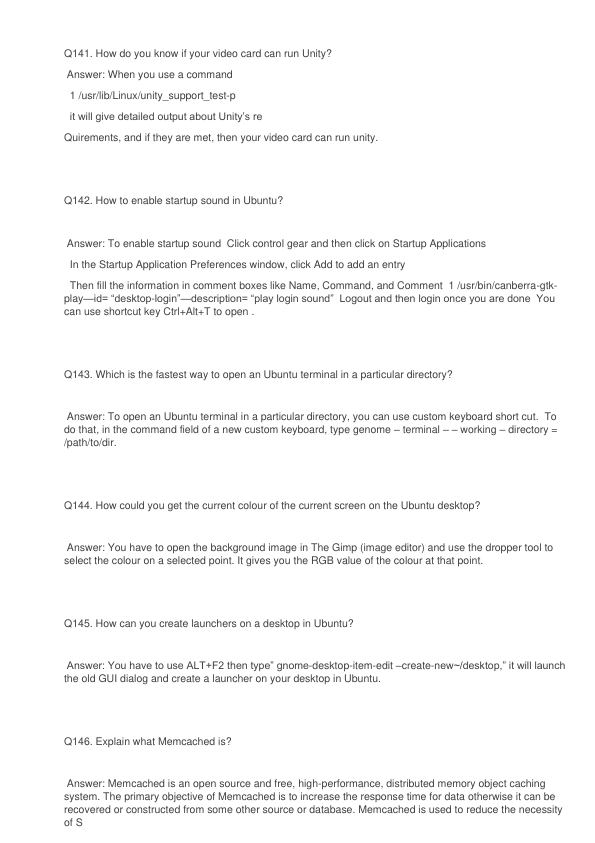 Q141. How do you know if your video card can run Unity?
Answer: When you use a command
1 /usr/lib/Linux/unity_support_test-p
it will give detailed output about Unity's re
Quirements, and if they are met, then your video card can run unity.
Q142. How to enable startup sound in Ubuntu?
Answer: To enable startup sound  Click control gear and then click on Startup Applications
In the Startup Application Preferences window, click Add to add an entry
Then fill the information in comment boxes like Name, Command, and Comment  1 /usr/bin/canberra-gtk-
play—id= “desktop-login”—description= “play login sound”  Logout and then login once you are done  You
can use shortcut key Ctrl+Alt+T to open .
Q143. Which is the fastest way to open an Ubuntu terminal in a particular directory?
Answer: To open an Ubuntu terminal in a particular directory, you can use custom keyboard short cut.  To
do that, in the command field of a new custom keyboard, type genome – terminal – – working – directory =
/path/to/dir.
Q144. How could you get the current colour of the current screen on the Ubuntu desktop?
Answer: You have to open the background image in The Gimp (image editor) and use the dropper tool to
select the colour on a selected point. It gives you the RGB value of the colour at that point.
Q145. How can you create launchers on a desktop in Ubuntu?
Answer: You have to use ALT+F2 then type” gnome-desktop-item-edit –create-new~/desktop,” it will launch
the old GUI dialog and create a launcher on your desktop in Ubuntu.
Q146. Explain what Memcached is?
Answer: Memcached is an open source and free, high-performance, distributed memory object caching
system. The primary objective of Memcached is to increase the response time for data otherwise it can be
recovered or constructed from some other source or database. Memcached is used to reduce the necessity
of S